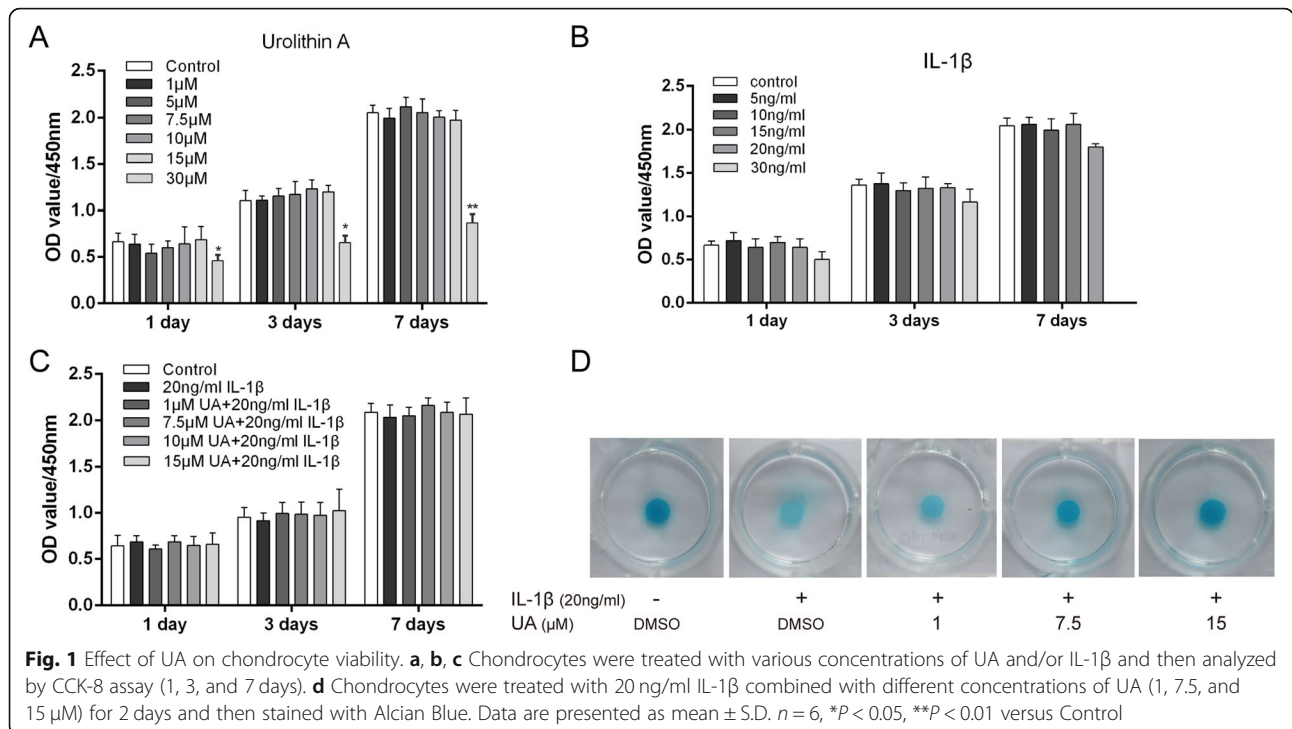 A
Urolithin A
Control
1µM
5µM
7.5µM
10µM
15µM
30µM
OD value/450nm
2.5
2.0
1.5
1.0
0.5
0.0
*
*
**
1 day
3 days
7 days
B
IL-1β
control
5ng/ml
10ng/ml
15ng/ml
20ng/ml
30ng/ml
OD value/450nm
2.5
2.0
1.5
1.0
0.5
0.0
1 day
3 days
7 days
C
Control
20ng/ml IL-1β
1µM UA+20ng/ml IL-1β
7.5µM UA+20ng/ml IL-1β
10µM UA+20ng/ml IL-1β
15µM UA+20ng/ml IL-1β
OD value/450nm
2.5
2.0
1.5
1.0
0.5
0.0
1 day
3 days
7 days
D
IL-1β (20ng/ml) - + + + +
UA (µM) DMSO DMSO 1 7.5 15
Fig. 1 Effect of UA on chondrocyte viability. a, b, c Chondrocytes were treated with various concentrations of UA and/or IL-1β and then analyzed
by CCK-8 assay (1, 3, and 7 days). d Chondrocytes were treated with 20 ng/ml IL-1β combined with different concentrations of UA (1, 7.5, and
15 µM) for 2 days and then stained with Alcian Blue. Data are presented as mean ± S.D. n = 6, *P < 0.05, **P < 0.01 versus Control